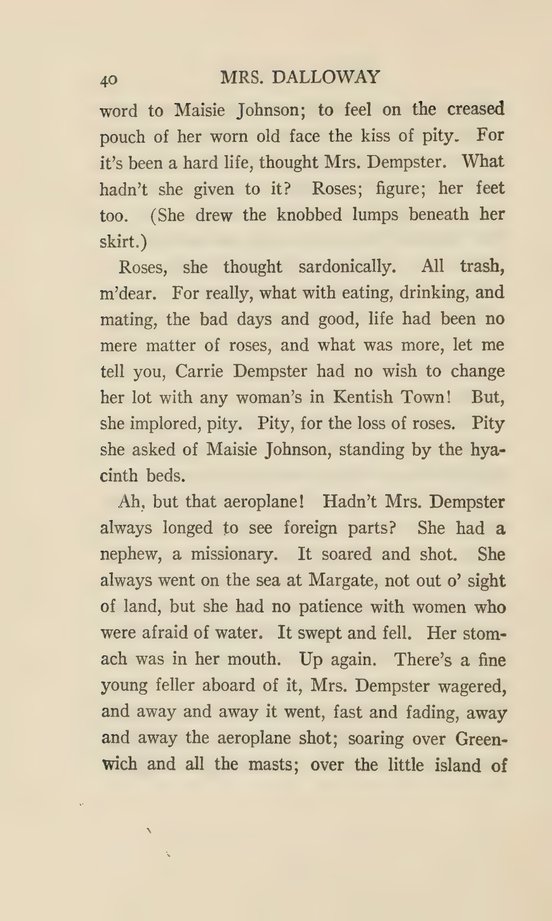 40 MRS. DALLOWAY
word to Maisie Johnson; to feel on the creased
pouch of her worn old face the kiss of pity. For
it's been a hard life, thought Mrs. Dempster. What
hadn't she given to it? Roses; figure; her feet
too. (She drew the knobbed lumps beneath her
skirt.)
Roses, she thought sardonically. All trash,
m'dear. For really, what with eating, drinking, and
mating, the bad days and good, life had been no
mere matter of roses, and what was more, let me
tell you, Carrie Dempster had no wish to change
her lot with any woman's in Kentish Town! But,
she implored, pity. Pity, for the loss of roses. Pity
she asked of Maisie Johnson, standing by the hya-
cinth beds.
Ah, but that aeroplane! Hadn't Mrs. Dempster
always longed to see foreign parts? She had a
nephew, a missionary. It soared and shot. She
always went on the sea at Margate, not out o' sight
of land, but she had no patience with women who
were afraid of water. It swept and fell. Her stom-
ach was in her mouth. Up again. There's a fine
young feller aboard of it, Mrs. Dempster wagered,
and away and away it went, fast and fading, away
and away the aeroplane shot; soaring over Green-
wich and all the masts; over the little island of